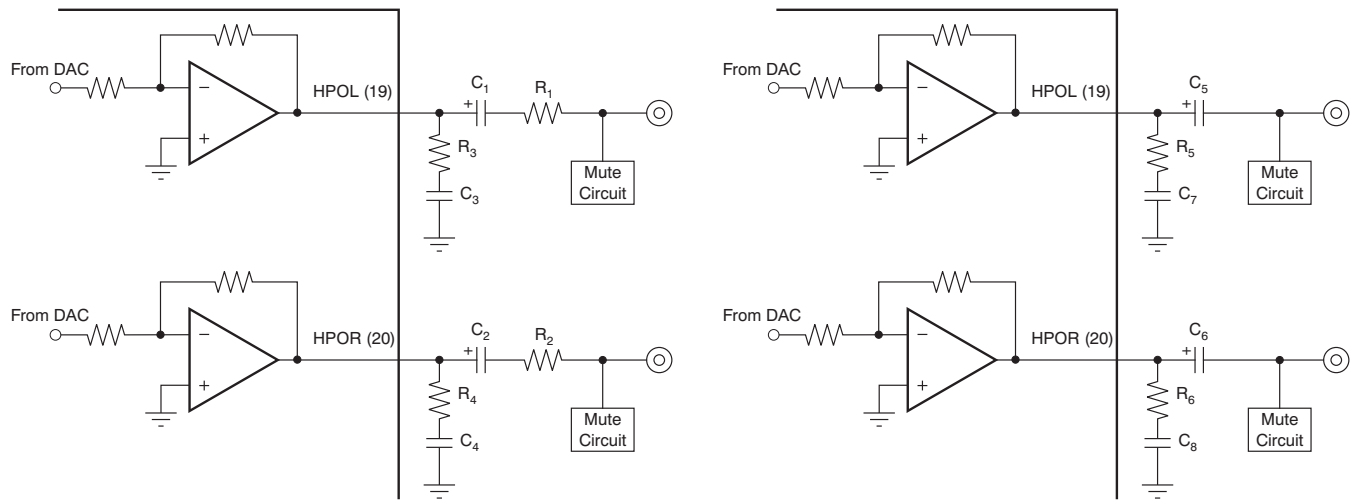 From DAC
−
+
HPOL (19)
+
C1
R1
R3
C3
Mute
Circuit
From DAC
−
+
HPOR (20)
+
C2
R2
R4
C4
Mute
Circuit
From DAC
−
+
HPOL (19)
+
C5
R5
C7
Mute
Circuit
From DAC
−
+
HPOR (20)
+
C6
R6
C8
Mute
Circuit